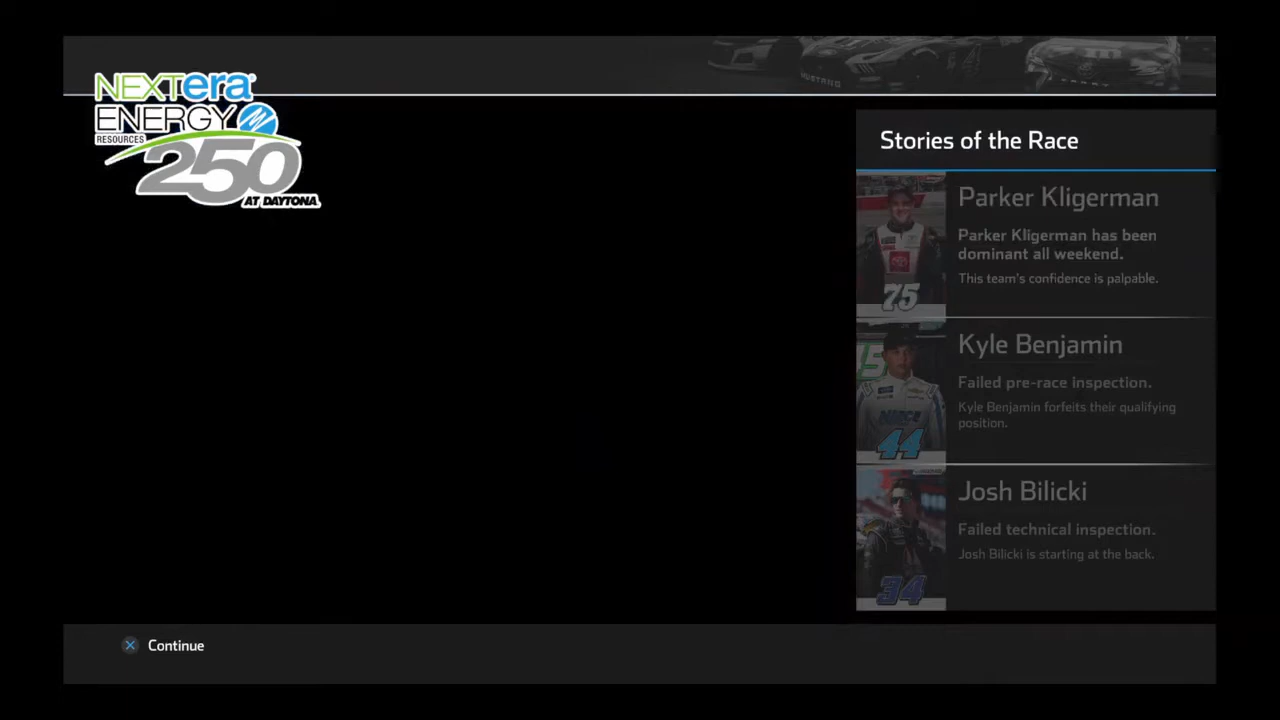 NEXTera
ENERGY
RESOURCES
250
AT DAYTONA
MUSTANG
Stories of the Race
Parker Kligerman
Parker Kligerman has been
dominant all weekend.
This team's confidence is palpable.
75
Kyle Benjamin
Failed pre-race inspection.
Kyle Benjamin forfeits their qualifying
position.
44
Josh Bilicki
Failed technical inspection.
Josh Bilicki is starting at the back.
34
Continue